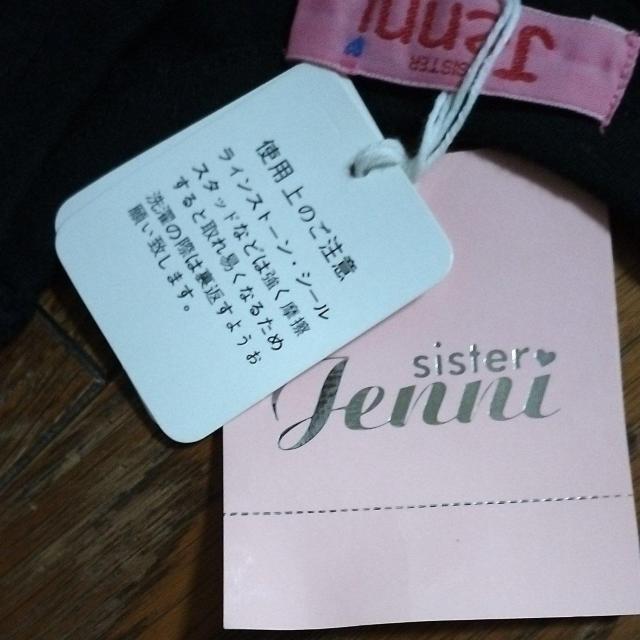 Jenni
SISTER
使用上のご注意
ラインストーン・シール
スタッドなどは強く摩擦
すると取れ易くなるため
洗濯の際は裏返すようお
願い致します。
sister
Jenni